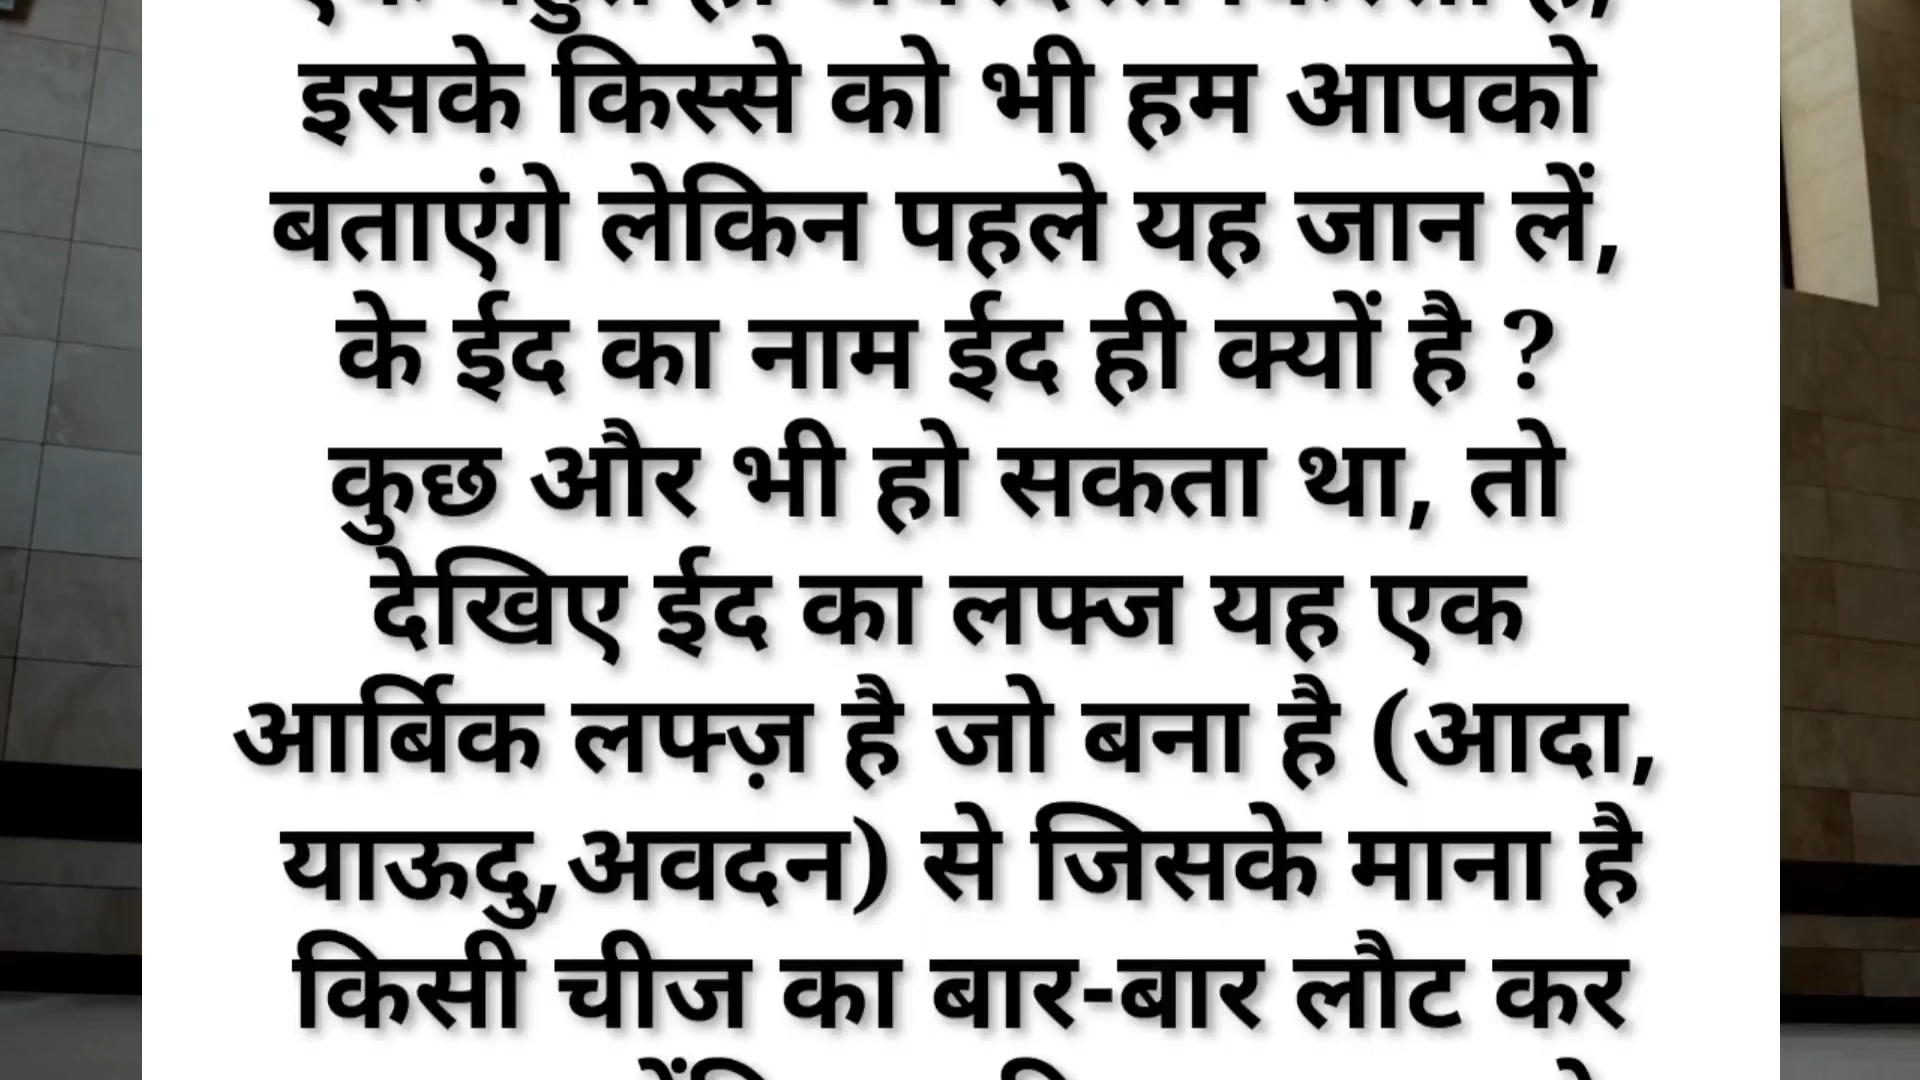 इसके किस्से को भी हम आपको
बताएंगे लेकिन पहले यह जान लें,
के ईद का नाम ईद ही क्यों है ?
कुछ और भी हो सकता था, तो
देखिए ईद का लफ्ज यह एक
आर्बिक लफ्ज़ है जो बना है (आदा,
याऊदु,अवदन) से जिसके माना है
किसी चीज का बार-बार लौट कर